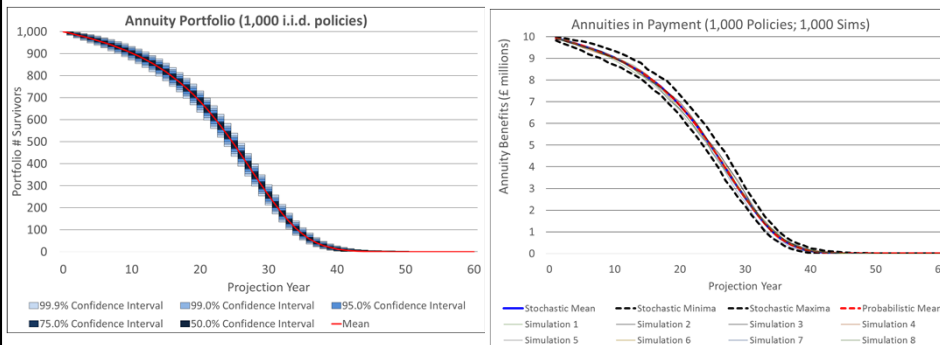 Annuity Portfolio (1,000 i.i.d. policies)
Portfolio # Survivors
1,000
900
800
700
600
500
400
300
200
100
0
0 10 20 30 40 50 60
Projection Year
99.9% Confidence Interval 99.0% Confidence Interval 95.0% Confidence Interval
75.0% Confidence Interval 50.0% Confidence Interval Mean
Annuities in Payment (1,000 Policies; 1,000 Sims)
Annuity Benefits (£ millions)
10
9
8
7
6
5
4
3
2
1
0
0 10 20 30 40 50 60
Projection Year
Stochastic Mean Stochastic Minima Stochastic Maxima Probabilistic Mean
Simulation 1 Simulation 2 Simulation 3 Simulation 4
Simulation 5 Simulation 6 Simulation 7 Simulation 8